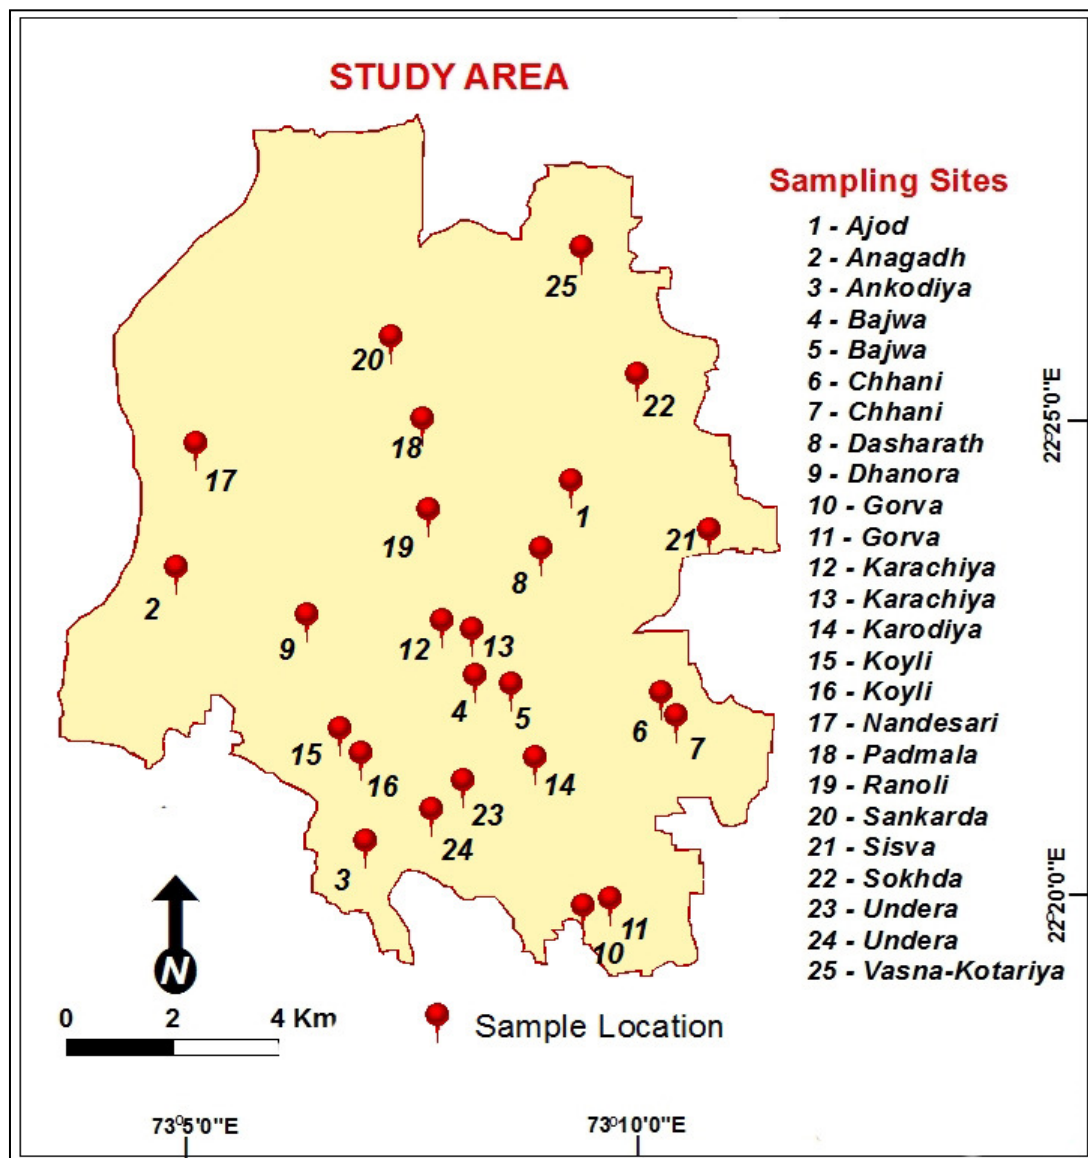 STUDY AREA
Sampling Sites
1 - Ajod
2 - Anagadh
3 - Ankodiya
4 - Bajwa
5 - Bajwa
6 - Chhani
7 - Chhani
8 - Dasharath
9 - Dhanora
10 - Gorva
11 - Gorva
12 - Karachiya
13 - Karachiya
14 - Karodiya
15 - Koyli
16 - Koyli
17 - Nandesari
18 - Padmala
19 - Ranoli
20 - Sankarda
21 - Sisva
22 - Sokhda
23 - Undera
24 - Undera
25 - Vasna-Kotariya
25
20
22
18
17
1
19
21
8
2
9
12
13
4
5
6
7
15
16
14
23
24
3
11
10
22°25'0"E
22°20'0"E
N
0 2 4 Km
Sample Location
73°5'0"E
73°10'0"E